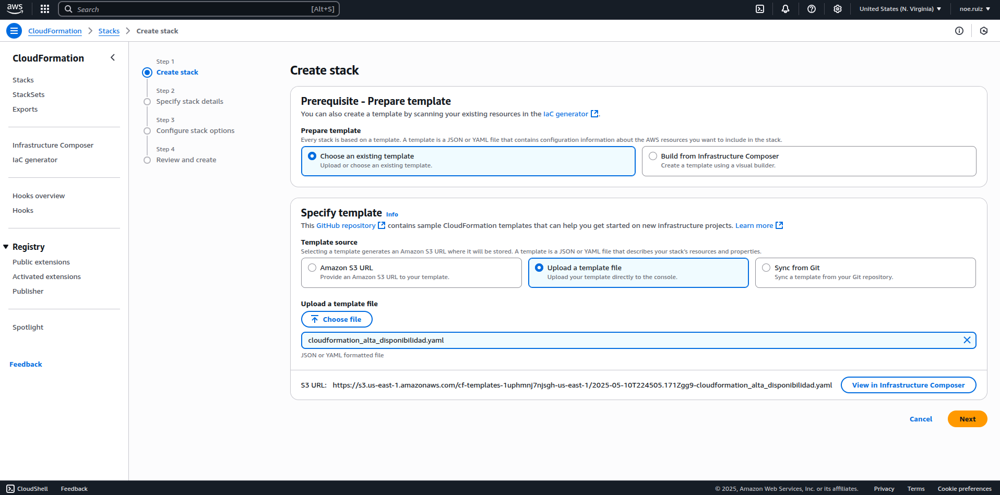 aws
Search
[Alt+S]
United States (N. Virginia)
noe.ruiz
CloudFormation
Stacks
Create stack
CloudFormation
Stacks
StackSets
Exports
Infrastructure Composer
IaC generator
Hooks overview
Hooks
Registry
Public extensions
Activated extensions
Publisher
Spotlight
Feedback
Step 1
Create stack
Step 2
Specify stack details
Step 3
Configure stack options
Step 4
Review and create
Create stack
Prerequisite - Prepare template
You can also create a template by scanning your existing resources in the IaC generator.
Prepare template
Every stack is based on a template. A template is a JSON or YAML file that contains configuration information about the AWS resources you want to include in the stack.
Choose an existing template
Upload or choose an existing template.
Build from Infrastructure Composer
Create a template using a visual builder.
Specify template Info
This GitHub repository contains sample CloudFormation templates that can help you get started on new infrastructure projects. Learn more
Template source
Selecting a template generates an Amazon S3 URL where it will be stored. A template is a JSON or YAML file that describes your stack's resources and properties.
Amazon S3 URL
Provide an Amazon S3 URL to your template.
Upload a template file
Upload your template directly to the console.
Sync from Git
Sync a template from your Git repository.
Upload a template file
Choose file
cloudformation_alta_disponibilidad.yaml
JSON or YAML formatted file
S3 URL: https://s3.us-east-1.amazonaws.com/cf-templates-1uphmnj7njsgh-us-east-1/2025-05-10T224505.171Zgg9-cloudformation_alta_disponibilidad.yaml
View in Infrastructure Composer
Cancel
Next
CloudShell
Feedback
© 2025, Amazon Web Services, Inc. or its affiliates.
Privacy
Terms
Cookie preferences